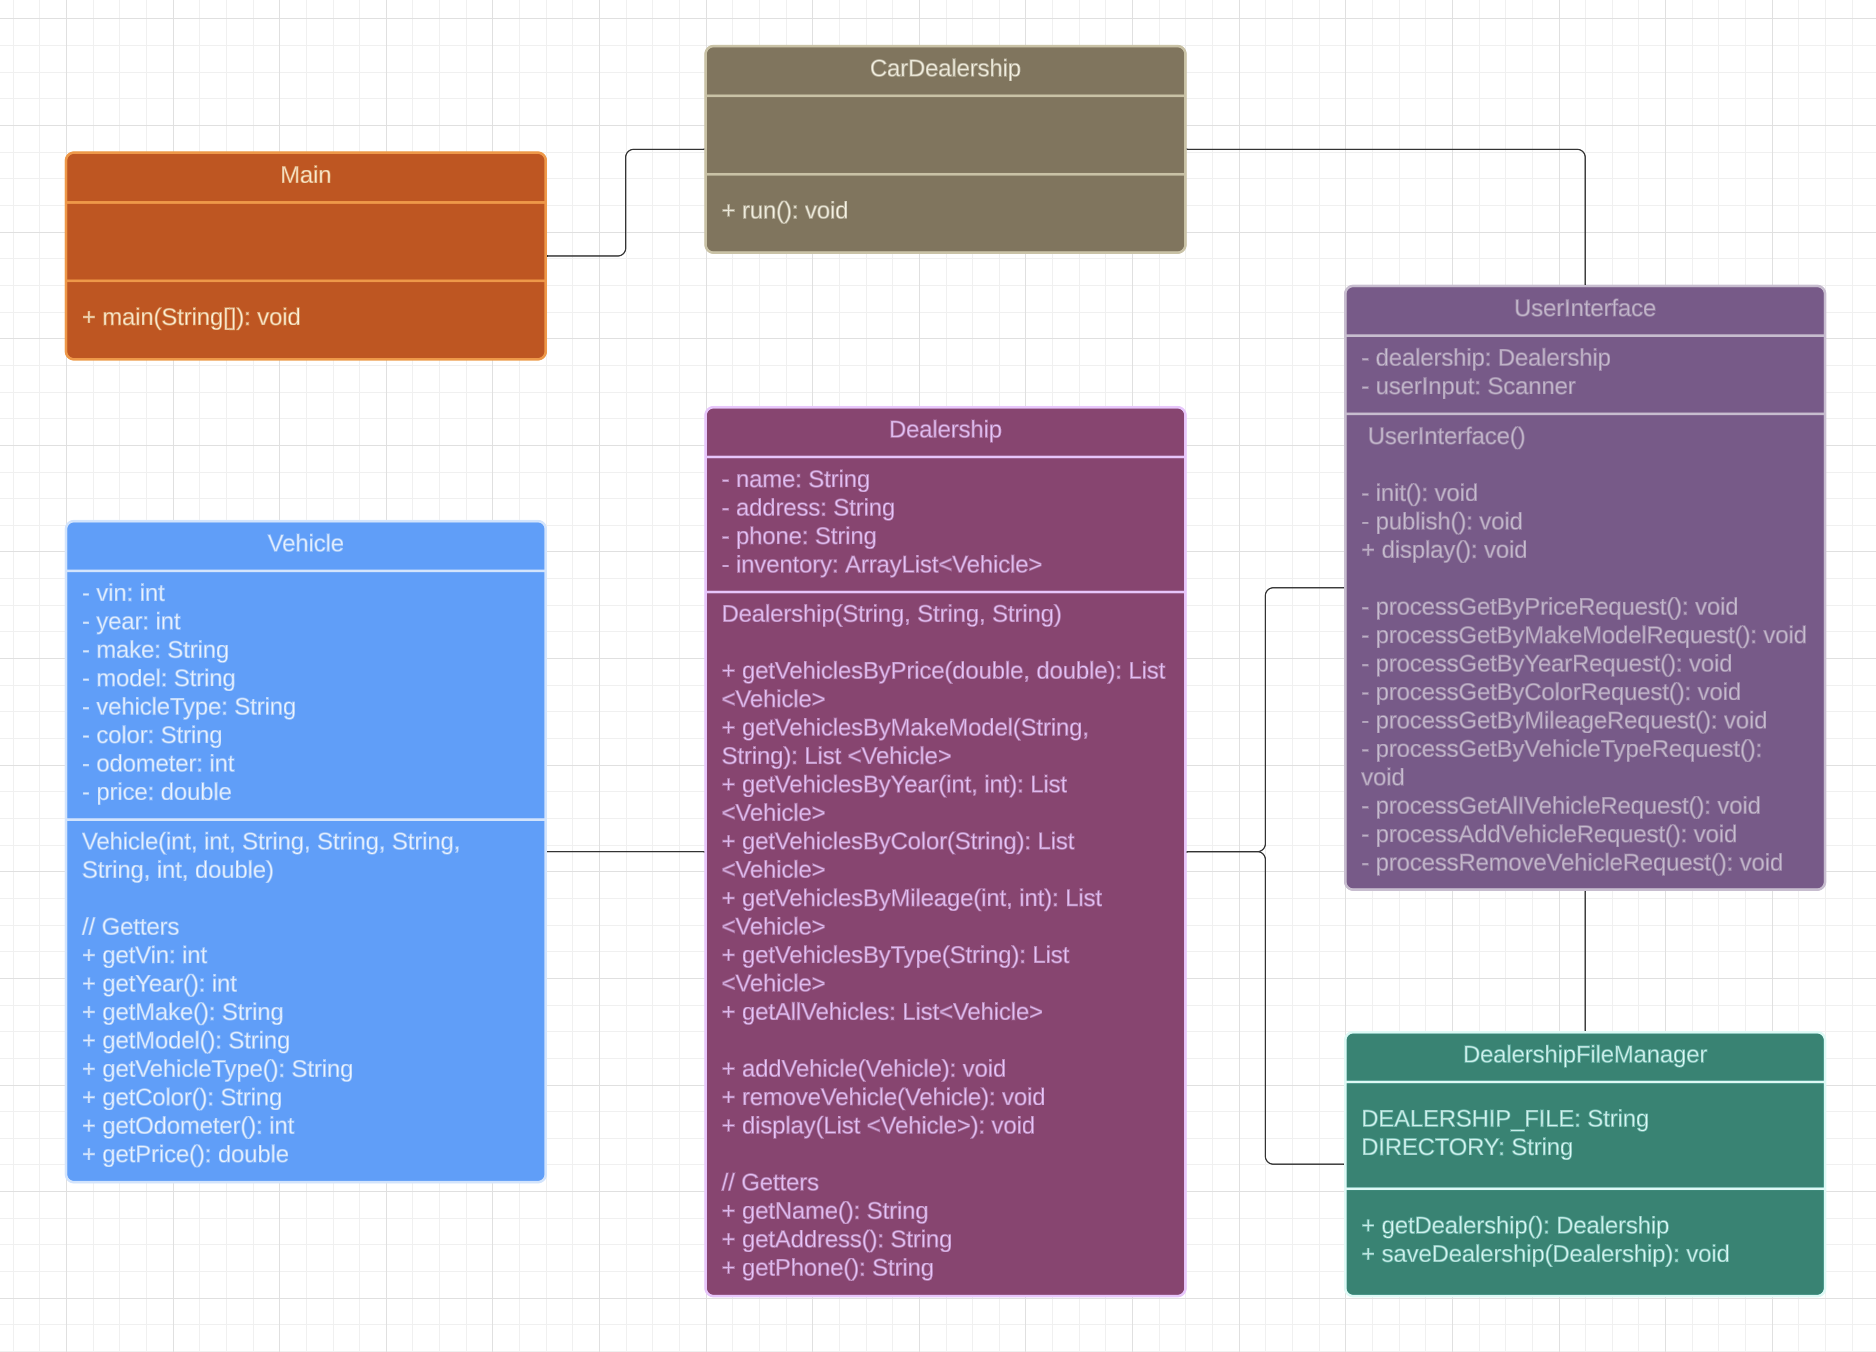 CarDealership
+ run(): void
Main
+ main(String[]): void
UserInterface
- dealership: Dealership
- userInput: Scanner
UserInterface()
- init(): void
- publish(): void
+ display(): void
- processGetByPriceRequest(): void
- processGetByMakeModelRequest(): void
- processGetByYearRequest(): void
- processGetByColorRequest(): void
- processGetByMileageRequest(): void
- processGetByVehicleTypeRequest():
void
- processGetAllVehicleRequest(): void
- processAddVehicleRequest(): void
- processRemoveVehicleRequest(): void
Dealership
- name: String
- address: String
- phone: String
- inventory: ArrayList<Vehicle>
Dealership(String, String, String)
+ getVehiclesByPrice(double, double): List
<Vehicle>
+ getVehiclesByMakeModel(String,
String): List <Vehicle>
+ getVehiclesByYear(int, int): List
<Vehicle>
+ getVehiclesByColor(String): List
<Vehicle>
+ getVehiclesByMileage(int, int): List
<Vehicle>
+ getVehiclesByType(String): List
<Vehicle>
+ getAllVehicles: List<Vehicle>
+ addVehicle(Vehicle): void
+ removeVehicle(Vehicle): void
+ display(List <Vehicle>): void
// Getters
+ getName(): String
+ getAddress(): String
+ getPhone(): String
Vehicle
- vin: int
- year: int
- make: String
- model: String
- vehicleType: String
- color: String
- odometer: int
- price: double
Vehicle(int, int, String, String, String,
String, int, double)
// Getters
+ getVin: int
+ getYear(): int
+ getMake(): String
+ getModel(): String
+ getVehicleType(): String
+ getColor(): String
+ getOdometer(): int
+ getPrice(): double
DealershipFileManager
DEALERSHIP_FILE: String
DIRECTORY: String
+ getDealership(): Dealership
+ saveDealership(Dealership): void